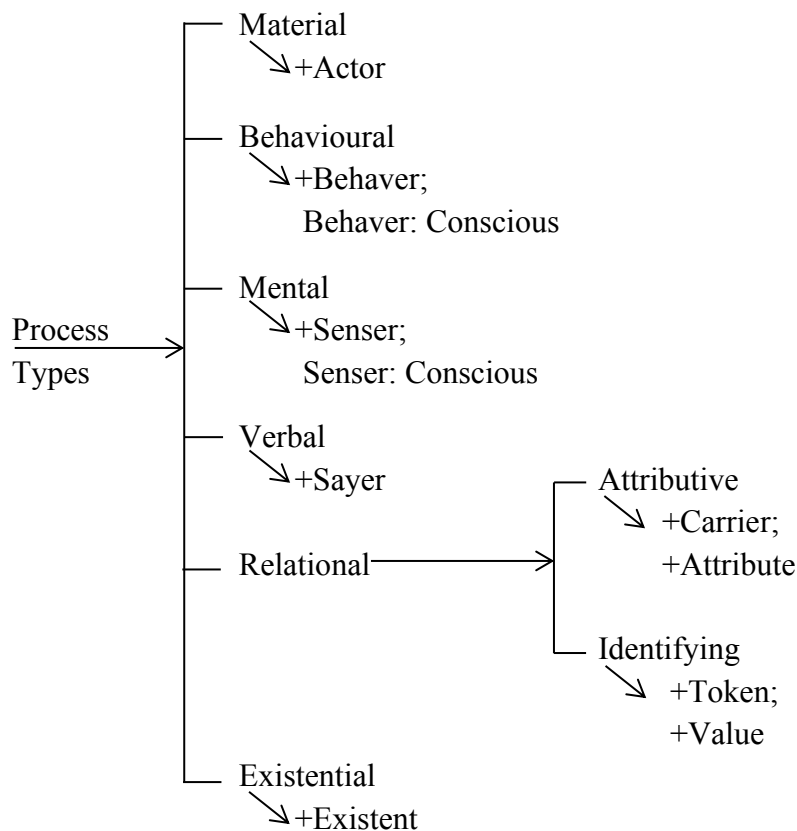 Material
+Actor
Behavioural
+Behaver;
Behaver: Conscious
Mental
+Senser;
Senser: Conscious
Process
Types
Verbal
+Sayer
Relational
Attributive
+Carrier;
+Attribute
Identifying
+Token;
+Value
Existential
+Existent